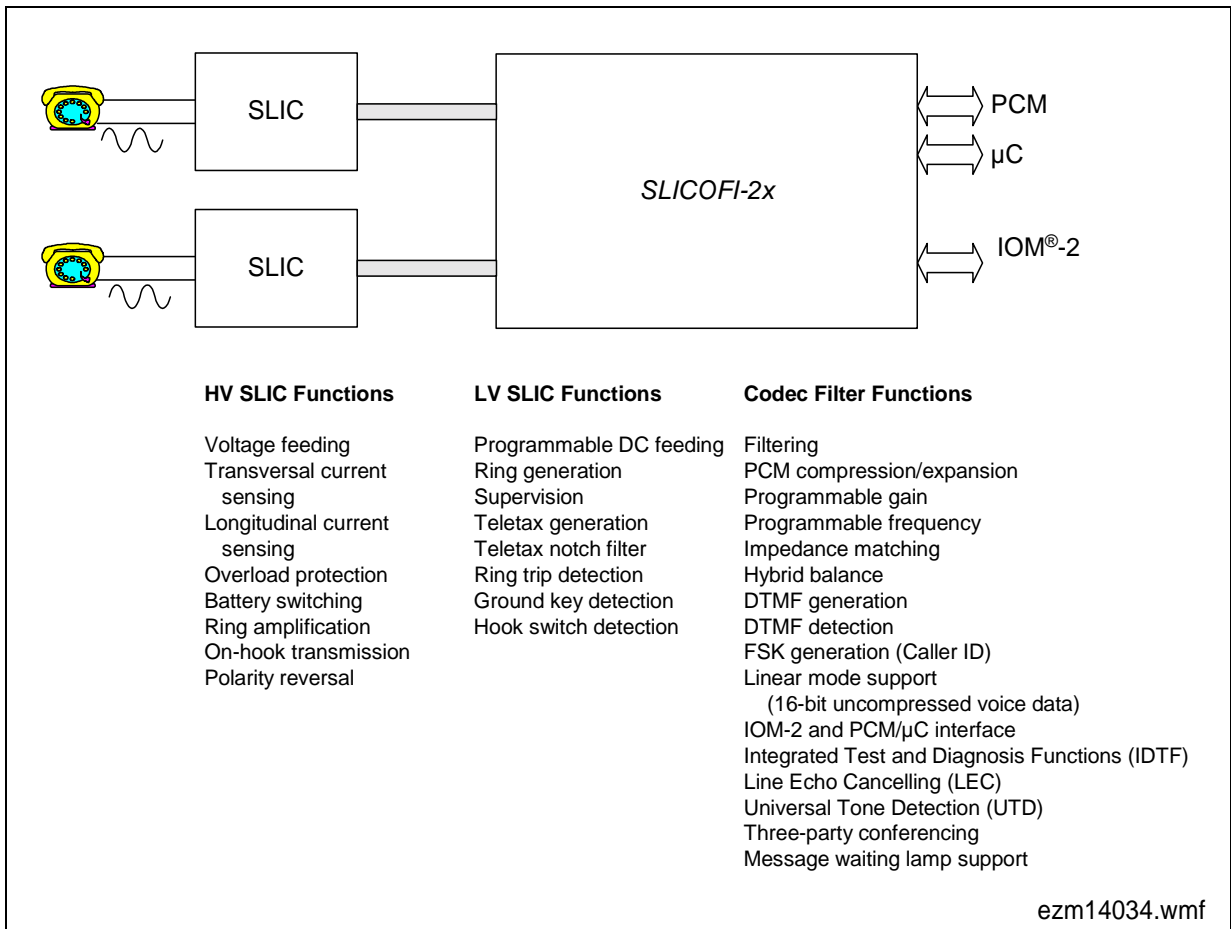 SLIC
SLIC
SLICOFI-2x
PCM
µC
IOM®-2
HV SLIC Functions
Voltage feeding
Transversal current
sensing
Longitudinal current
sensing
Overload protection
Battery switching
Ring amplification
On-hook transmission
Polarity reversal
LV SLIC Functions
Programmable DC feeding
Ring generation
Supervision
Teletax generation
Teletax notch filter
Ring trip detection
Ground key detection
Hook switch detection
Codec Filter Functions
Filtering
PCM compression/expansion
Programmable gain
Programmable frequency
Impedance matching
Hybrid balance
DTMF generation
DTMF detection
FSK generation (Caller ID)
Linear mode support
(16-bit uncompressed voice data)
IOM-2 and PCM/µC interface
Integrated Test and Diagnosis Functions (IDTF)
Line Echo Cancelling (LEC)
Universal Tone Detection (UTD)
Three-party conferencing
Message waiting lamp support
ezm14034.wmf